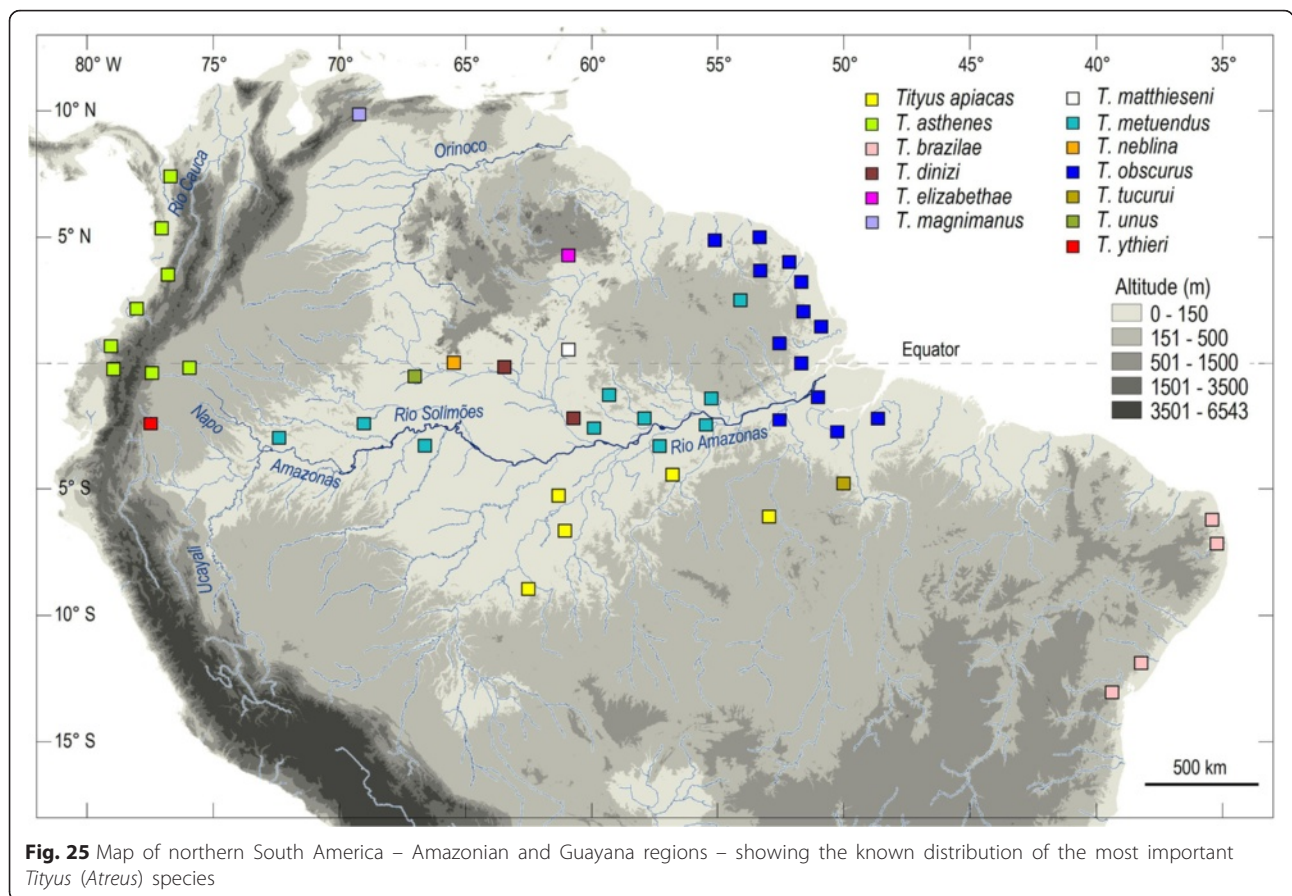 80° W 75° 70° 65° 60° 55° 50° 45° 40° 35°
10° N
5° N
5° S
10° S
15° S
Rio Cauca
Orinoco
Equator
Napo
Rio Solimões
Amazonas
Rio Amazonas
Ucayali
Tityus apiacas
T. asthenes
T. brazilae
T. dinizi
T. elizabethae
T. magnimanus
T. matthieseni
T. metuendus
T. neblina
T. obscurus
T. tucurui
T. unus
T. ythieri
Altitude (m)
0 - 150
151 - 500
501 - 1500
1501 - 3500
3501 - 6543
500 km
Fig. 25 Map of northern South America – Amazonian and Guayana regions – showing the known distribution of the most important
Tityus (Atreus) species